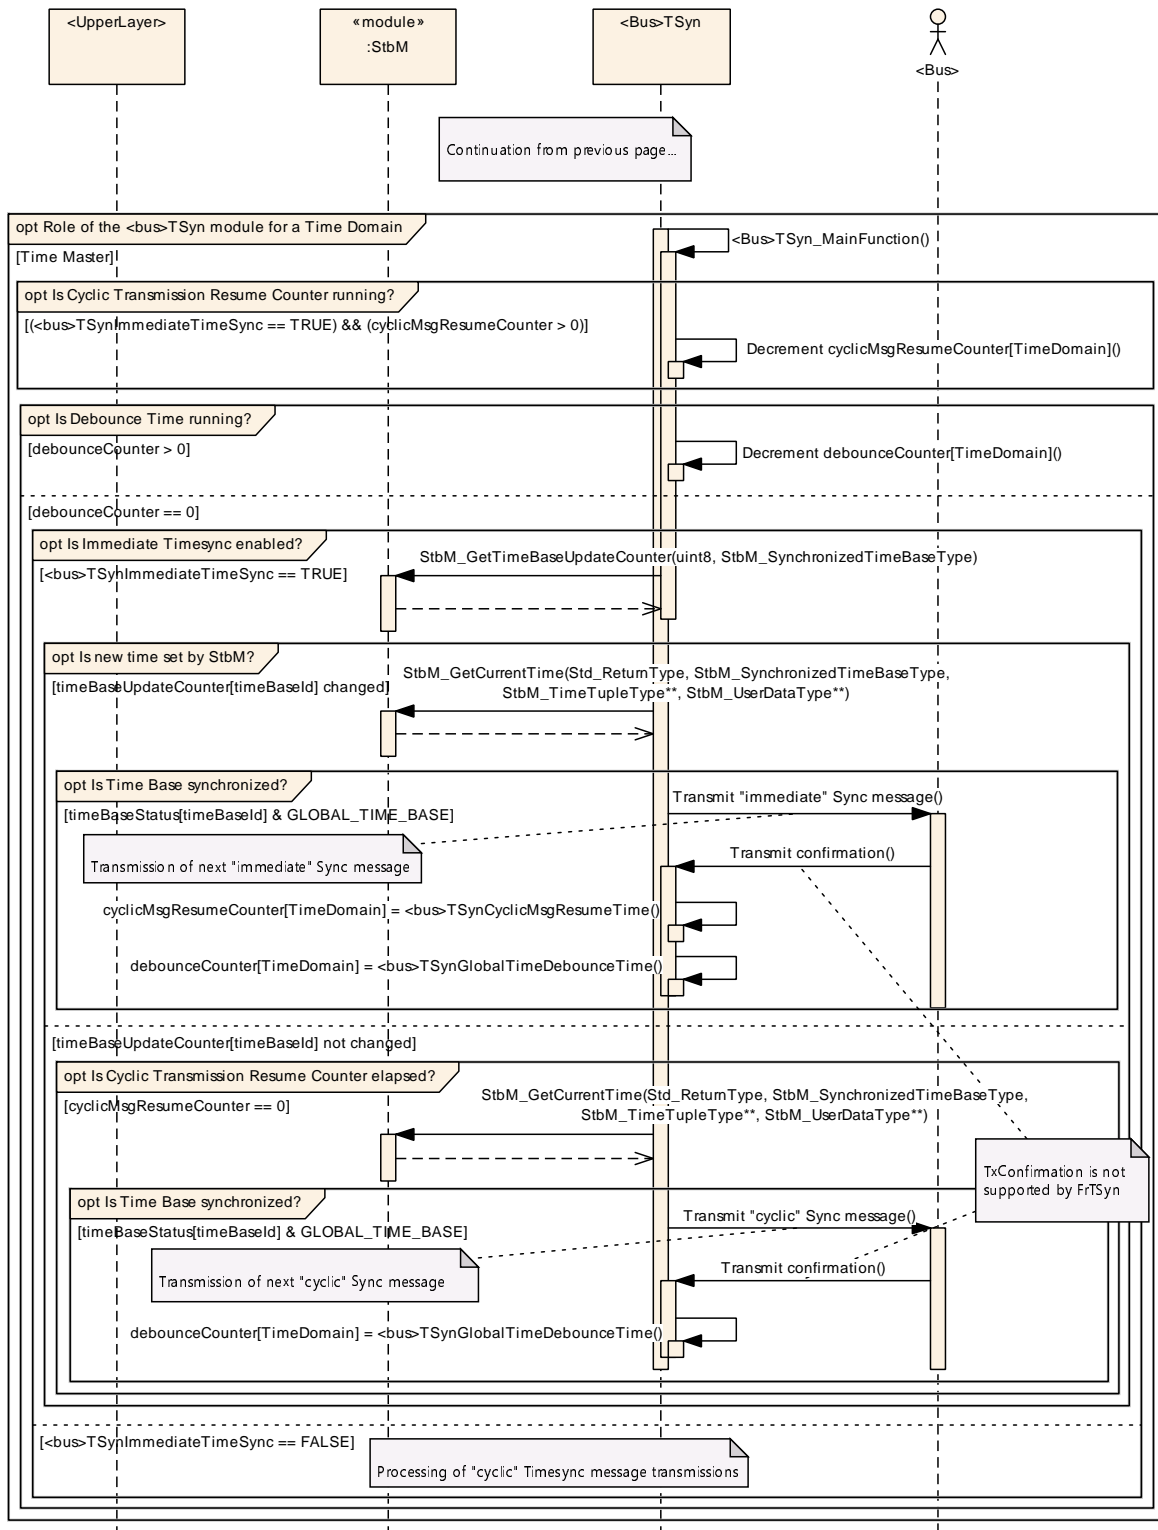 <UpperLayer>
«module»
:StbM
<Bus>TSyn
<Bus>
Continuation from previous page...
opt Role of the <bus>TSyn module for a Time Domain
[Time Master]
<Bus>TSyn_MainFunction()
opt Is Cyclic Transmission Resume Counter running?
[(<bus>TSynImmediateTimeSync == TRUE) && (cyclicMsgResumeCounter > 0)]
Decrement cyclicMsgResumeCounter[TimeDomain]()
opt Is Debounce Time running?
[debounceCounter > 0]
Decrement debounceCounter[TimeDomain]()
[debounceCounter == 0]
opt Is Immediate Timesync enabled?
[<bus>TSynImmediateTimeSync == TRUE]
StbM_GetTimeBaseUpdateCounter(uint8, StbM_SynchronizedTimeBaseType)
opt Is new time set by StbM?
[timeBaseUpdateCounter[timeBaseId] changed]
StbM_GetCurrentTime(Std_ReturnType, StbM_SynchronizedTimeBaseType,
StbM_TimeTupleType**, StbM_UserDataType**)
opt Is Time Base synchronized?
[timeBaseStatus[timeBaseId] & GLOBAL_TIME_BASE]
Transmit "immediate" Sync message()
Transmission of next "immediate" Sync message
Transmit confirmation()
cyclicMsgResumeCounter[TimeDomain] = <bus>TSynCyclicMsgResumeTime()
debounceCounter[TimeDomain] = <bus>TSynGlobalTimeDebounceTime()
[timeBaseUpdateCounter[timeBaseId] not changed]
opt Is Cyclic Transmission Resume Counter elapsed?
[cyclicMsgResumeCounter == 0]
StbM_GetCurrentTime(Std_ReturnType, StbM_SynchronizedTimeBaseType,
StbM_TimeTupleType**, StbM_UserDataType**)
TxConfirmation is not
supported by FrTSyn
opt Is Time Base synchronized?
[timeBaseStatus[timeBaseId] & GLOBAL_TIME_BASE]
Transmit "cyclic" Sync message()
Transmission of next "cyclic" Sync message
Transmit confirmation()
debounceCounter[TimeDomain] = <bus>TSynGlobalTimeDebounceTime()
[<bus>TSynImmediateTimeSync == FALSE]
Processing of "cyclic" Timesync message transmissions